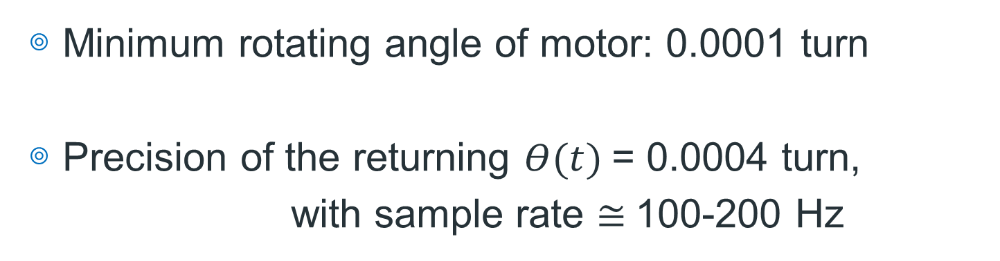 ◎ Minimum rotating angle of motor: 0.0001 turn
◎ Precision of the returning θ(t) = 0.0004 turn,
with sample rate ≅ 100-200 Hz